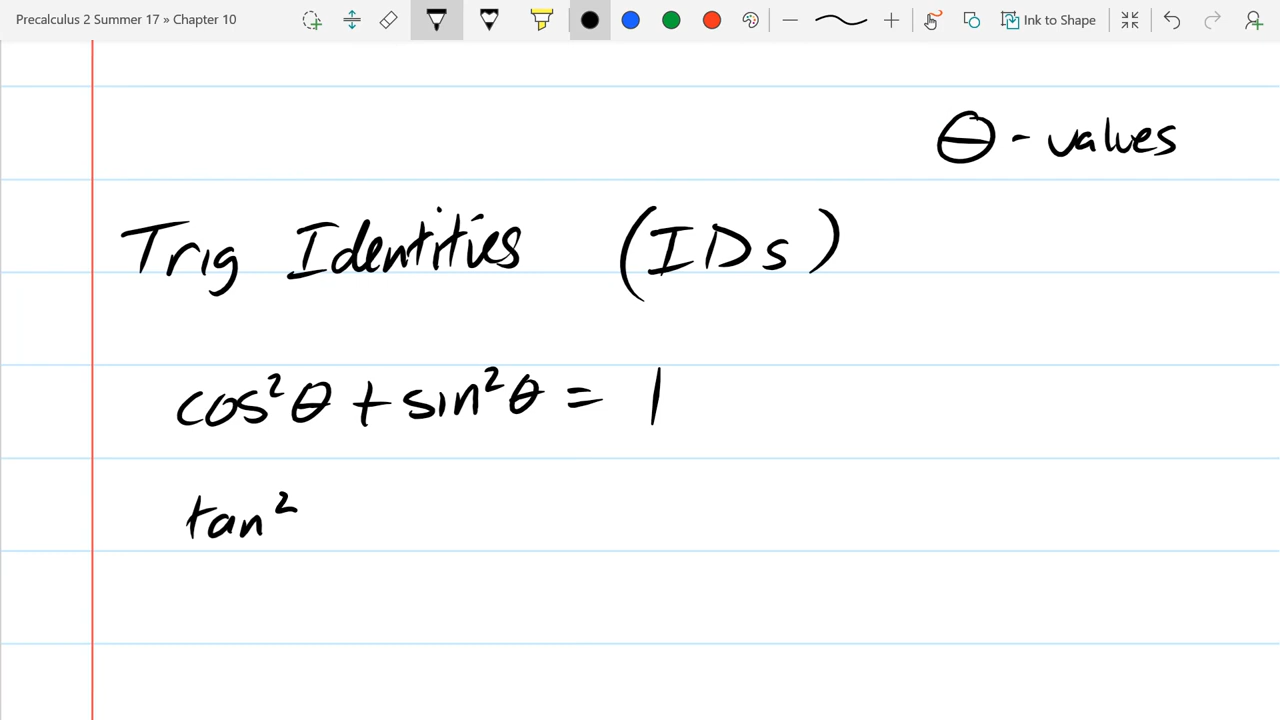 Precalculus 2 Summer 17 » Chapter 10
Ink to Shape
θ - values
Trig Identities (IDs)
cos²θ + sin²θ = 1
tan²